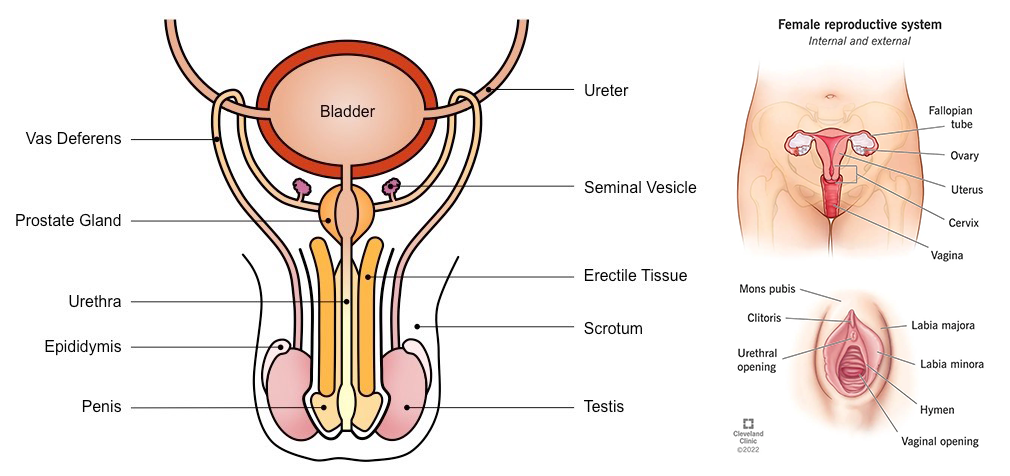 Bladder
Vas Deferens
Prostate Gland
Urethra
Epididymis
Penis
Ureter
Seminal Vesicle
Erectile Tissue
Scrotum
Testis
Female reproductive system
Internal and external
Fallopian
tube
Ovary
Uterus
Cervix
Vagina
Mons pubis
Clitoris
Urethral
opening
Labia majora
Labia minora
Hymen
Vaginal opening
Cleveland
Clinic
©2022